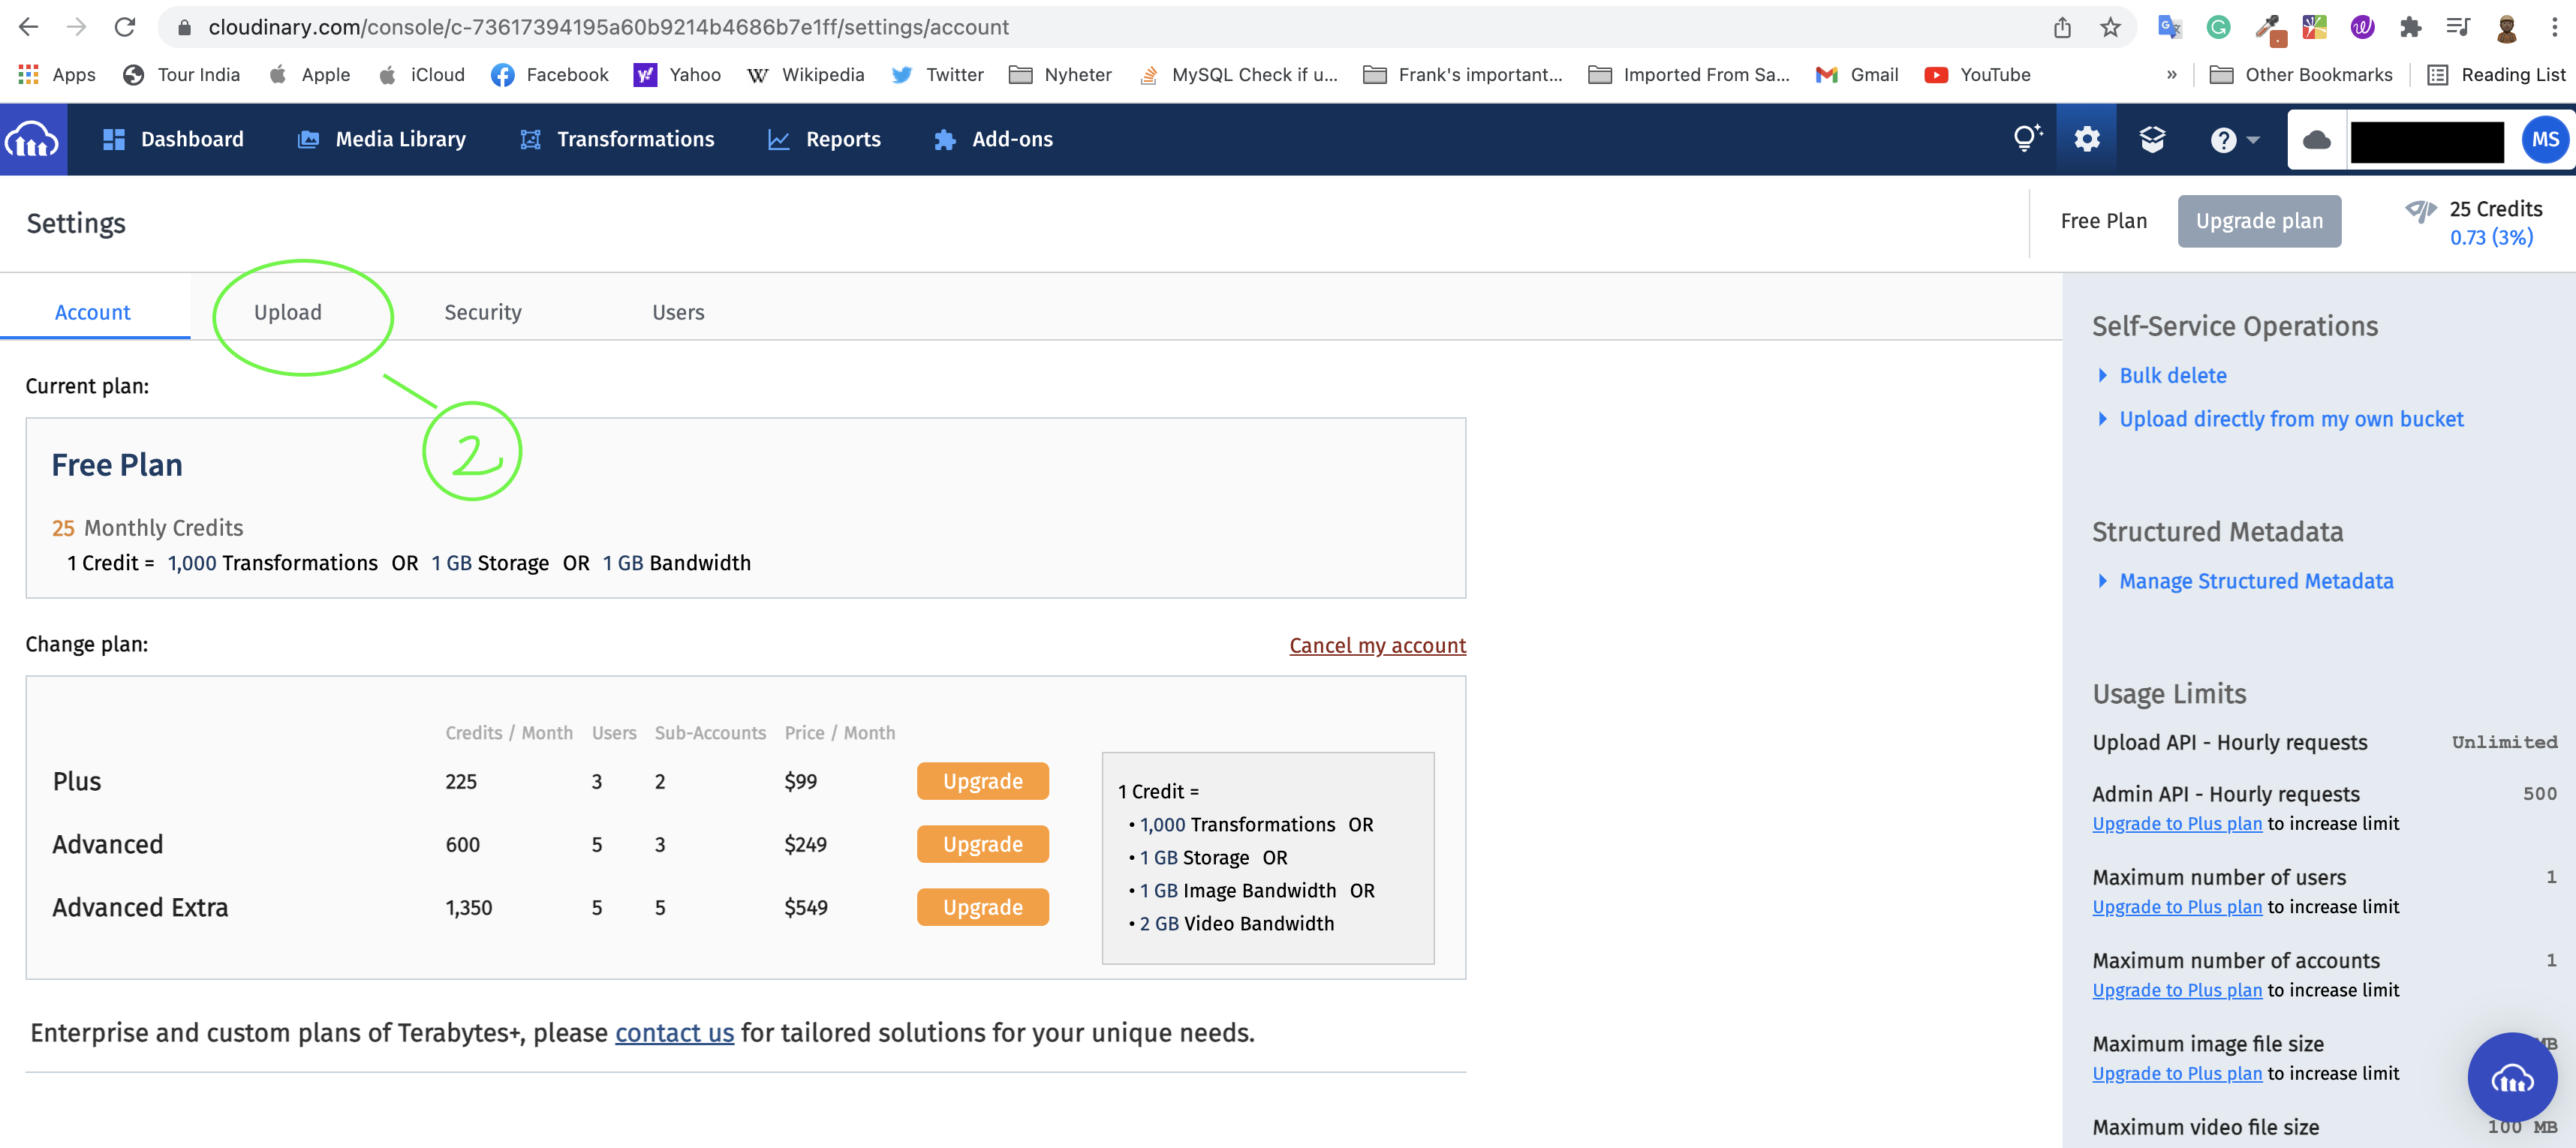 cloudinary.com/console/c-73617394195a60b9214b4686b7e1ff/settings/account
Apps Tour India Apple iCloud Facebook Yahoo Wikipedia Twitter Nyheter MySQL Check if u... Frank's important... Imported From Sa... Gmail YouTube » Other Bookmarks Reading List
Dashboard Media Library Transformations Reports Add-ons MS
Settings
Free Plan Upgrade plan 25 Credits
0.73 (3%)
Account Upload Security Users
2
Current plan:
Free Plan
25 Monthly Credits
1 Credit = 1,000 Transformations OR 1 GB Storage OR 1 GB Bandwidth
Change plan: Cancel my account
Credits / Month Users Sub-Accounts Price / Month
Plus 225 3 2 $99 Upgrade
Advanced 600 5 3 $249 Upgrade
Advanced Extra 1,350 5 5 $549 Upgrade
1 Credit =
• 1,000 Transformations OR
• 1 GB Storage OR
• 1 GB Image Bandwidth OR
• 2 GB Video Bandwidth
Enterprise and custom plans of Terabytes+, please contact us for tailored solutions for your unique needs.
Self-Service Operations
Bulk delete
Upload directly from my own bucket
Structured Metadata
Manage Structured Metadata
Usage Limits
Upload API - Hourly requests Unlimited
Admin API - Hourly requests 500
Upgrade to Plus plan to increase limit
Maximum number of users 1
Upgrade to Plus plan to increase limit
Maximum number of accounts 1
Upgrade to Plus plan to increase limit
Maximum image file size MB
Upgrade to Plus plan to increase limit
Maximum video file size 100 MB